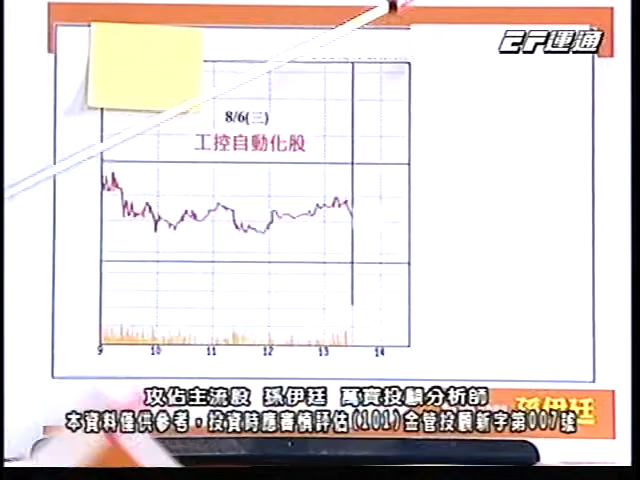 EF運通
8/6(三)
工控自動化股
9 10 11 12 13 14
孫伊廷
攻佔主流股 孫伊廷 萬寶投顧分析師
本資料僅供參考，投資時應審慎評估(101)金管投顧新字第007號